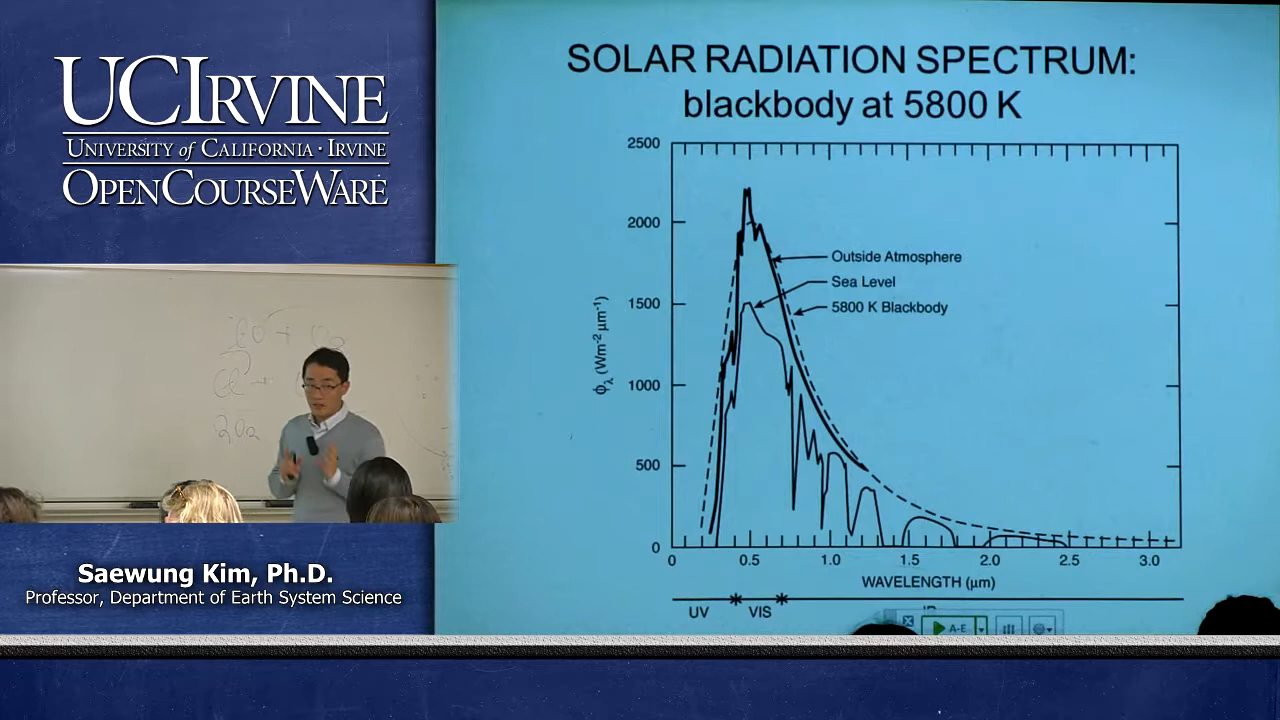 UCIRVINE
UNIVERSITY of CALIFORNIA · IRVINE
OPENCOURSEWARE
SOLAR RADIATION SPECTRUM:
blackbody at 5800 K
2500
2000
1500
1000
500
0
ϕλ (Wm-2 μm-1)
Outside Atmosphere
Sea Level
5800 K Blackbody
0 0.5 1.0 1.5 2.0 2.5 3.0
WAVELENGTH (μm)
UV VIS
A-E
Saewung Kim, Ph.D.
Professor, Department of Earth System Science